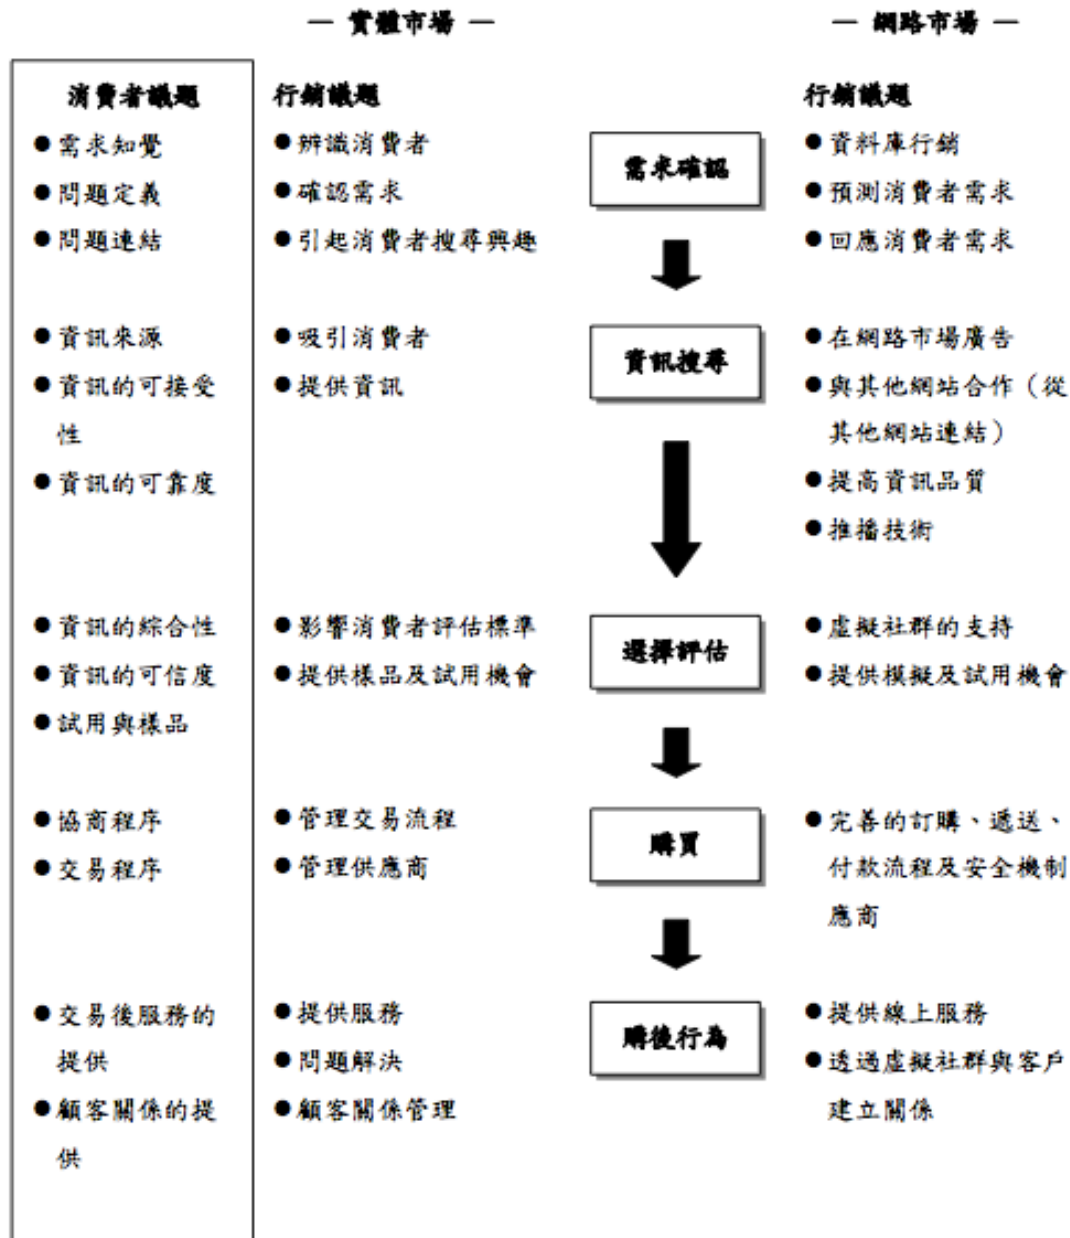 — 實體市場 —
— 網路市場 —
消費者議題
行銷議題
行銷議題
●需求知覺
●問題定義
●問題連結
●辨識消費者
●確認需求
●引起消費者搜尋興趣
需求確認
●資料庫行銷
●預測消費者需求
●回應消費者需求
●資訊來源
●資訊的可接受
性
●資訊的可靠度
●吸引消費者
●提供資訊
資訊搜尋
●在網路市場廣告
●與其他網站合作（從
其他網站連結）
●提高資訊品質
●推播技術
●資訊的綜合性
●資訊的可信度
●試用與樣品
●影響消費者評估標準
●提供樣品及試用機會
選擇評估
●虛擬社群的支持
●提供模擬及試用機會
●協商程序
●交易程序
●管理交易流程
●管理供應商
購買
●完善的訂購、遞送、
付款流程及安全機制
應商
●交易後服務的
提供
●顧客關係的提
供
●提供服務
●問題解決
●顧客關係管理
購後行為
●提供線上服務
●透過虛擬社群與客戶
建立關係